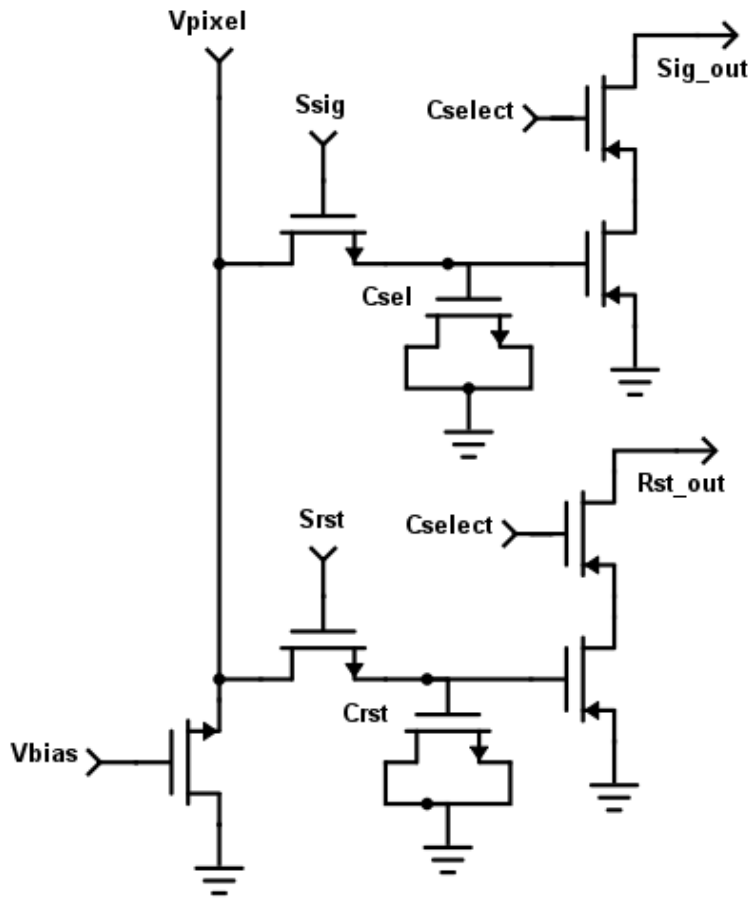 Vpixel
Sig_out
Ssig
Cselect
Csel
Rst_out
Srst
Cselect
Crst
Vbias